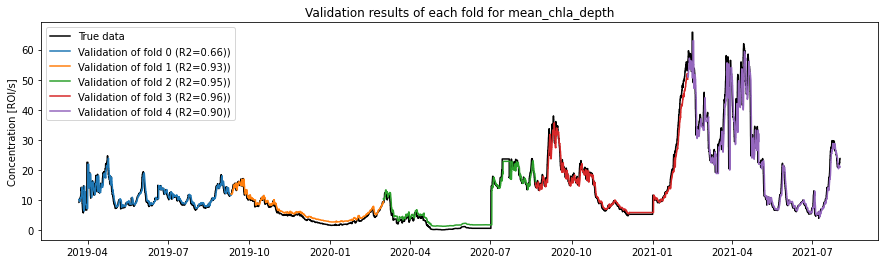 Validation results of each fold for mean_chla_depth
True data
Validation of fold 0 (R2=0.66))
Validation of fold 1 (R2=0.93))
Validation of fold 2 (R2=0.95))
Validation of fold 3 (R2=0.96))
Validation of fold 4 (R2=0.90))
Concentration [ROI/s]
60
50
40
30
20
10
0
2019-04 2019-07 2019-10 2020-01 2020-04 2020-07 2020-10 2021-01 2021-04 2021-07